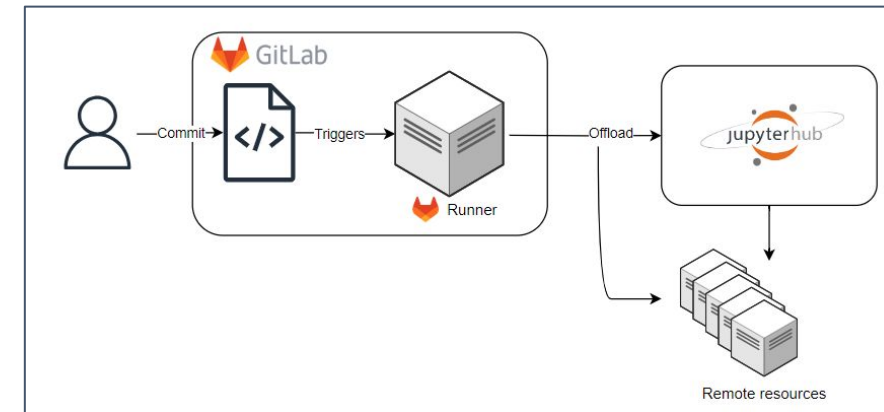 GitLab
Commit
</>
Triggers
Offload
jupyterhub
Runner
Remote resources